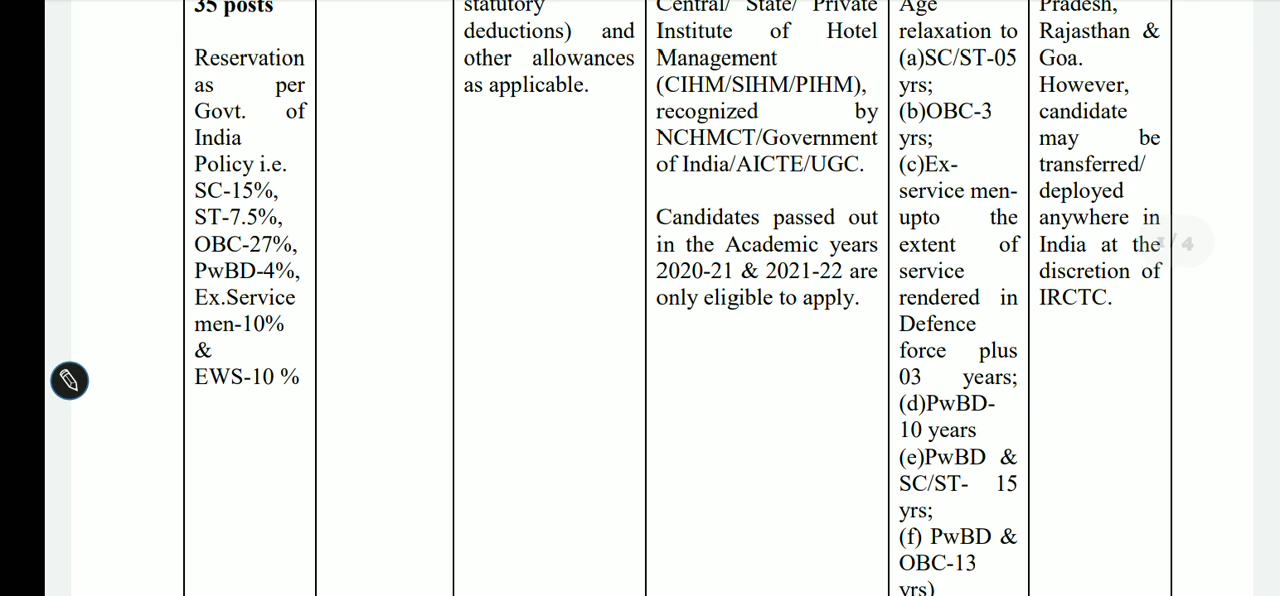 35 posts
Reservation
as per
Govt. of
India
Policy i.e.
SC-15%,
ST-7.5%,
OBC-27%,
PwBD-4%,
Ex.Service
men-10%
&
EWS-10 %
statutory
deductions) and
other allowances
as applicable.
Central/ State/ Private
Institute of Hotel
Management
(CIHM/SIHM/PIHM),
recognized by
NCHMCT/Government
of India/AICTE/UGC.
Candidates passed out
in the Academic years
2020-21 & 2021-22 are
only eligible to apply.
Age
relaxation to
(a)SC/ST-05
yrs;
(b)OBC-3
yrs;
(c)Ex-
service men-
upto the
extent of
service
rendered in
Defence
force plus
03 years;
(d)PwBD-
10 years
(e)PwBD &
SC/ST- 15
yrs;
(f) PwBD &
OBC-13
yrs)
Pradesh,
Rajasthan &
Goa.
However,
candidate
may be
transferred/
deployed
anywhere in
India at the
discretion of
IRCTC.
1 / 4